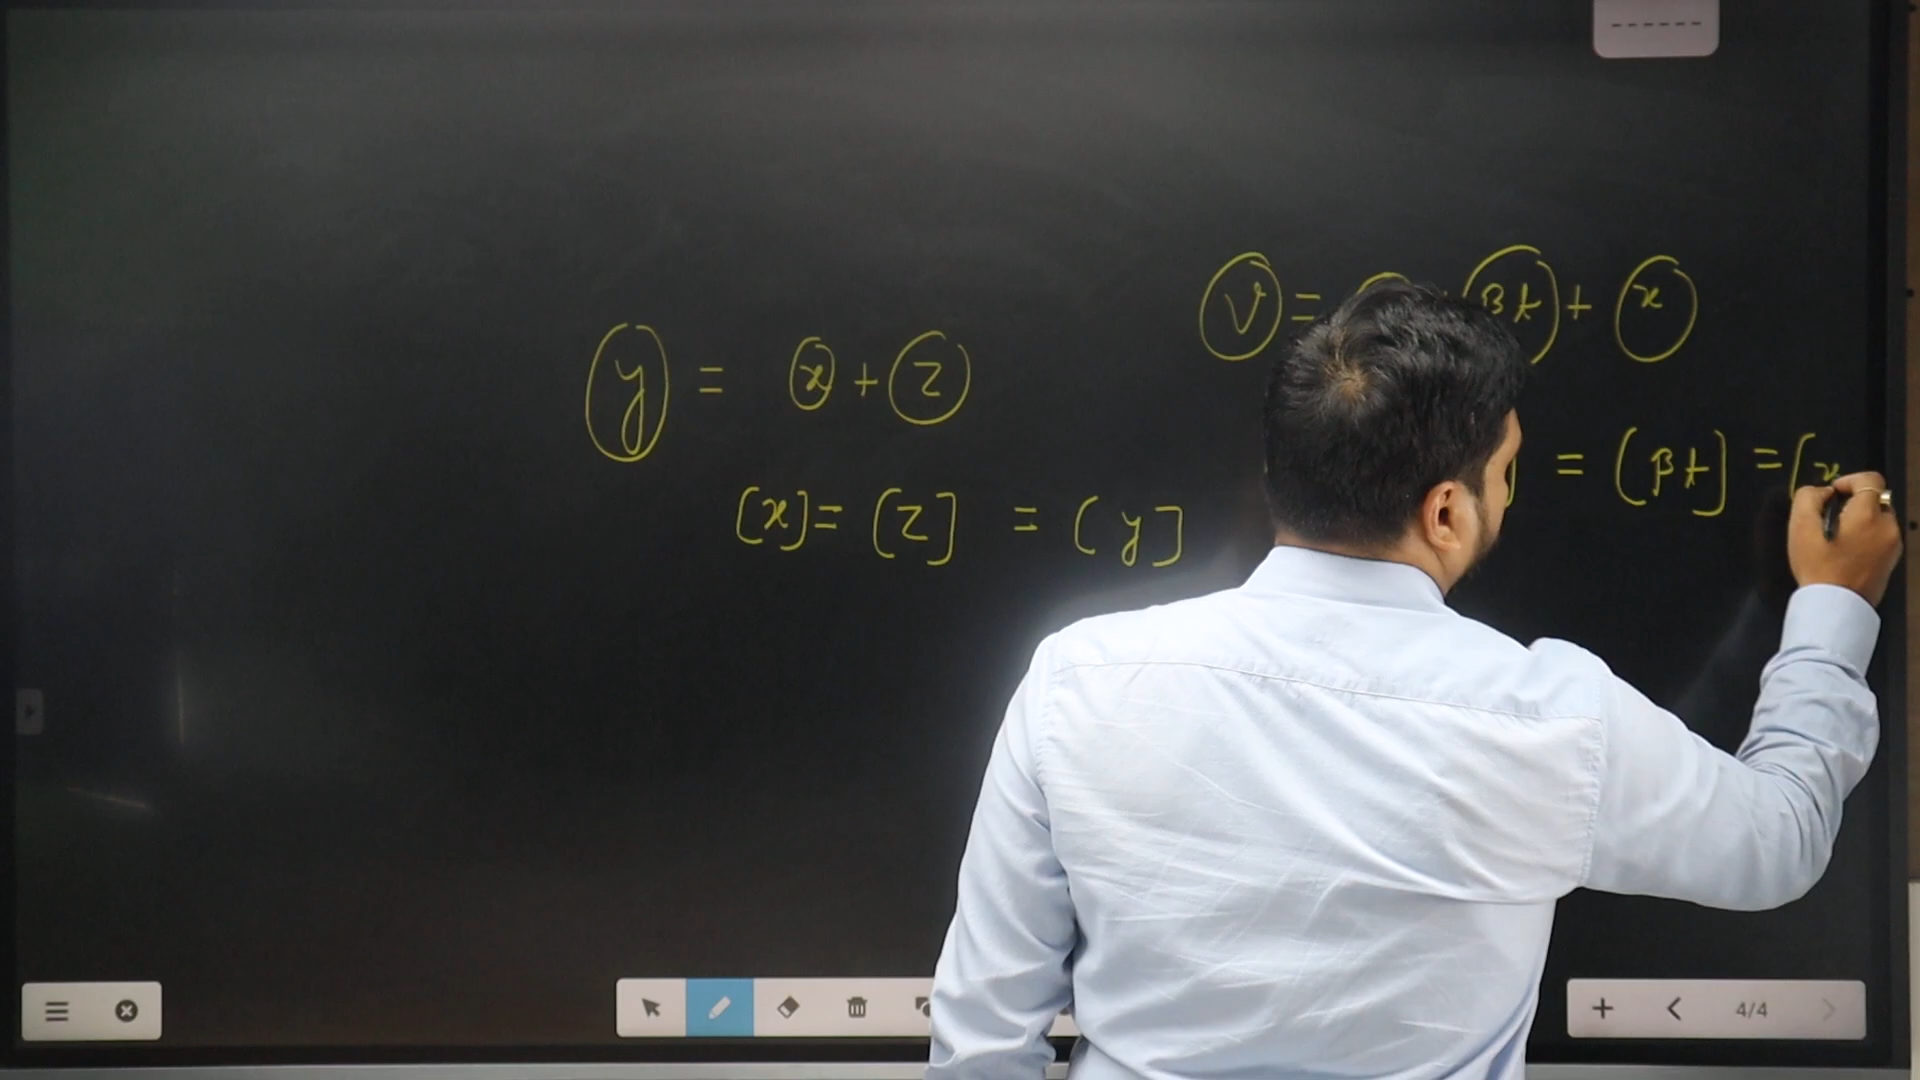 y = x + z
[x] = [z] = [y]
V = βt + x
= [βt] = [x
4/4